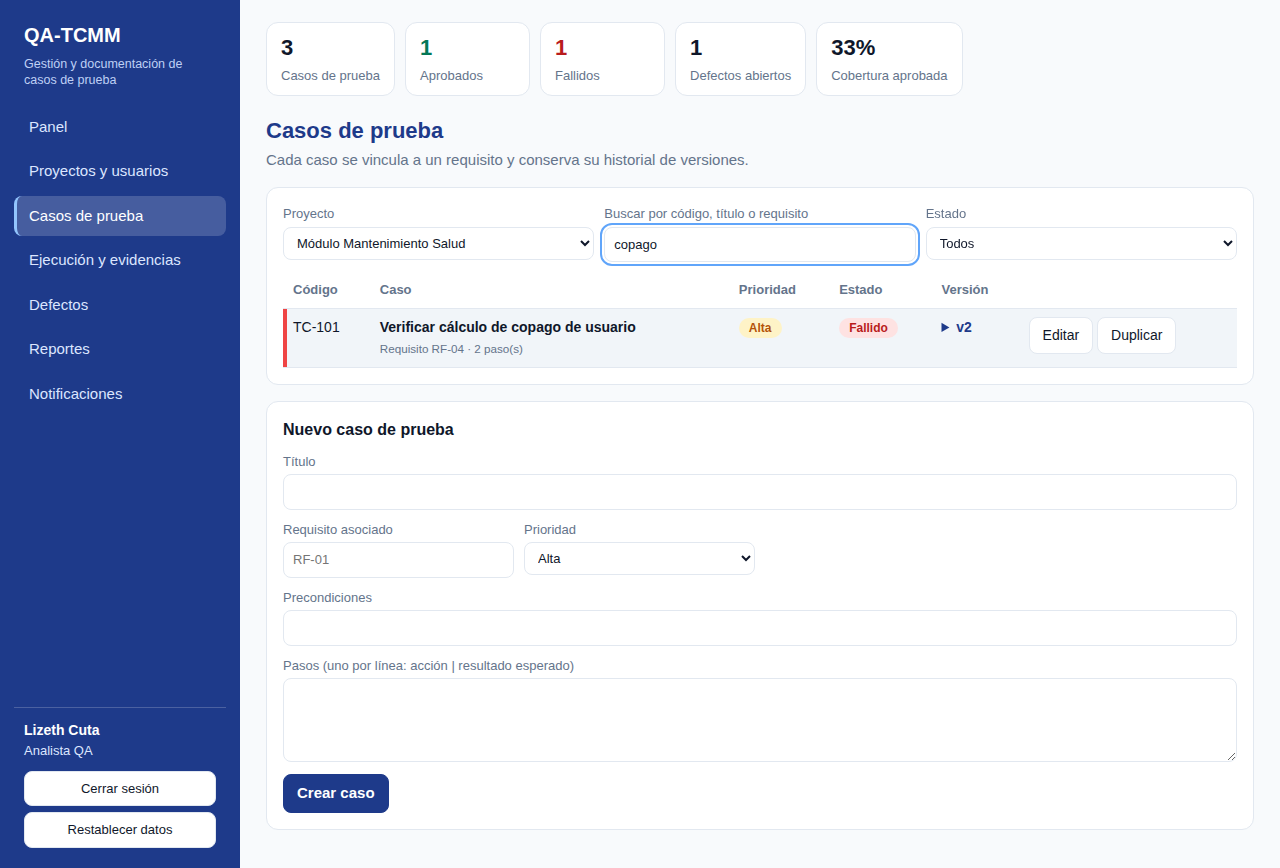 QA-TCMM
Gestión y documentación de
casos de prueba
Panel
Proyectos y usuarios
Casos de prueba
Ejecución y evidencias
Defectos
Reportes
Notificaciones
Lizeth Cuta
Analista QA
Cerrar sesión
Restablecer datos
3
Casos de prueba
1
Aprobados
1
Fallidos
1
Defectos abiertos
33%
Cobertura aprobada
Casos de prueba
Cada caso se vincula a un requisito y conserva su historial de versiones.
Proyecto
Módulo Mantenimiento Salud
Buscar por código, título o requisito
copago
Estado
Todos
Código Caso Prioridad Estado Versión
TC-101 Verificar cálculo de copago de usuario Alta Fallido v2 Editar Duplicar
Requisito RF-04 · 2 paso(s)
Nuevo caso de prueba
Título
Requisito asociado
RF-01
Prioridad
Alta
Precondiciones
Pasos (uno por línea: acción | resultado esperado)
Crear caso